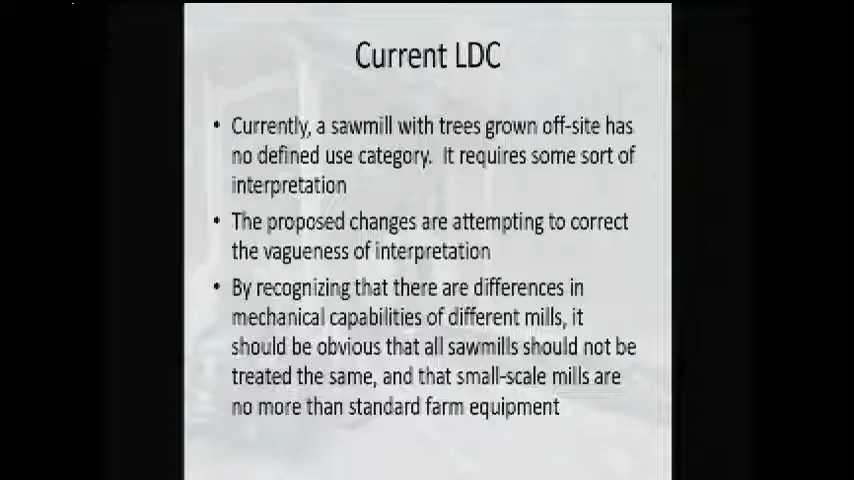 Current LDC
• Currently, a sawmill with trees grown off-site has
no defined use category. It requires some sort of
interpretation
• The proposed changes are attempting to correct
the vagueness of interpretation
• By recognizing that there are differences in
mechanical capabilities of different mills, it
should be obvious that all sawmills should not be
treated the same, and that small-scale mills are
no more than standard farm equipment